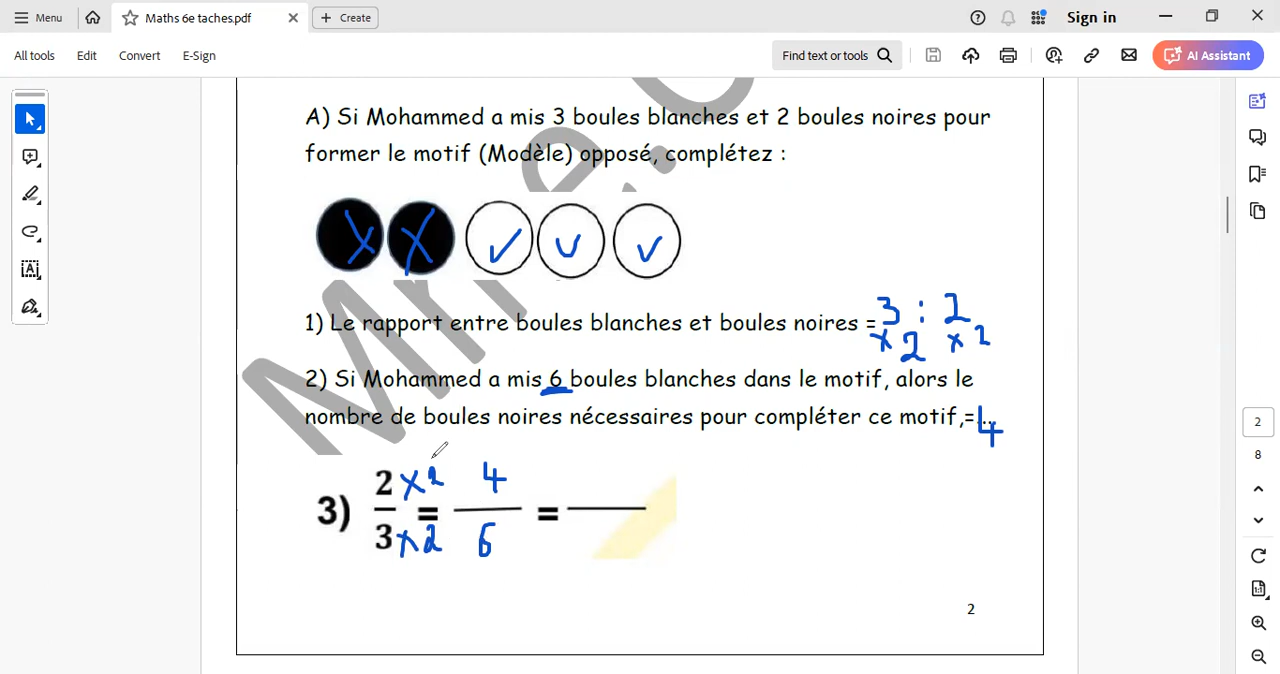 Menu Maths 6e taches.pdf Create Sign in
All tools Edit Convert E-Sign Find text or tools AI Assistant
A) Si Mohammed a mis 3 boules blanches et 2 boules noires pour
former le motif (Modèle) opposé, complétez :
1) Le rapport entre boules blanches et boules noires = 3 : 2
x 2 x 2
2) Si Mohammed a mis 6 boules blanches dans le motif, alors le
nombre de boules noires nécessaires pour compléter ce motif,=... 4
3) 2/3 x2/x2 = 4/6 =
2
2
8